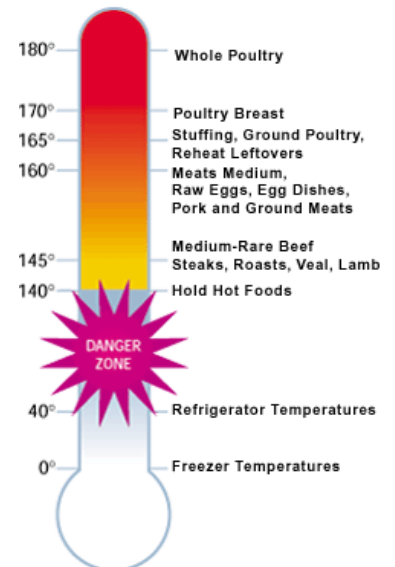 180° Whole Poultry
170° Poultry Breast
165° Stuffing, Ground Poultry,
Reheat Leftovers
160° Meats Medium,
Raw Eggs, Egg Dishes,
Pork and Ground Meats
Medium-Rare Beef
145° Steaks, Roasts, Veal, Lamb
140° Hold Hot Foods
DANGER
ZONE
40° Refrigerator Temperatures
0° Freezer Temperatures